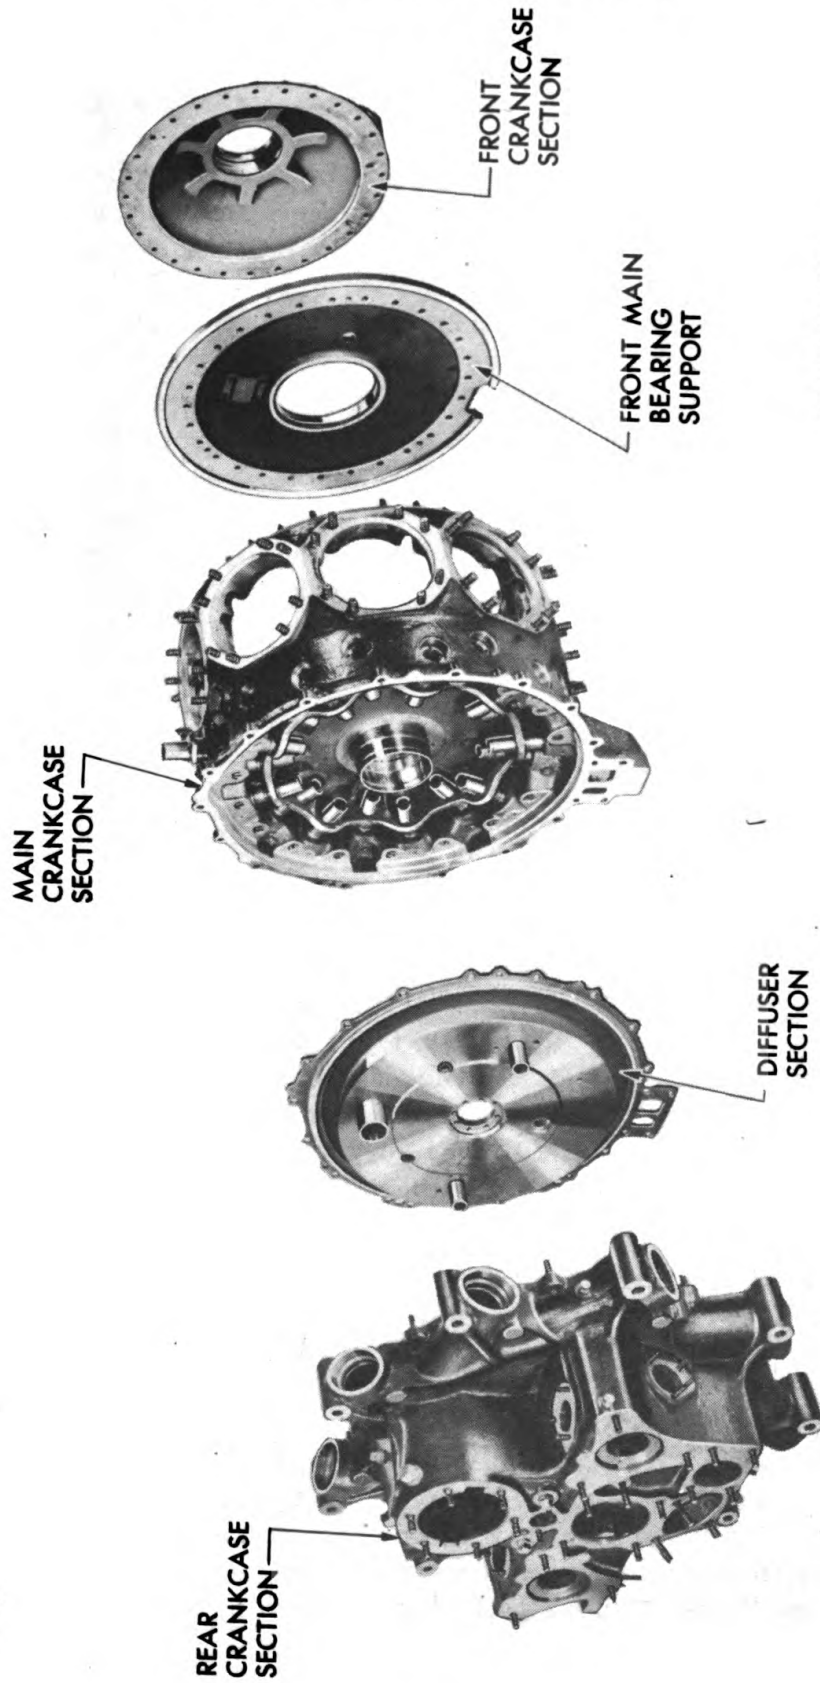 MAIN
CRANKCASE
SECTION
REAR
CRANKCASE
SECTION
DIFFUSER
SECTION
FRONT MAIN
BEARING
SUPPORT
FRONT
CRANKCASE
SECTION